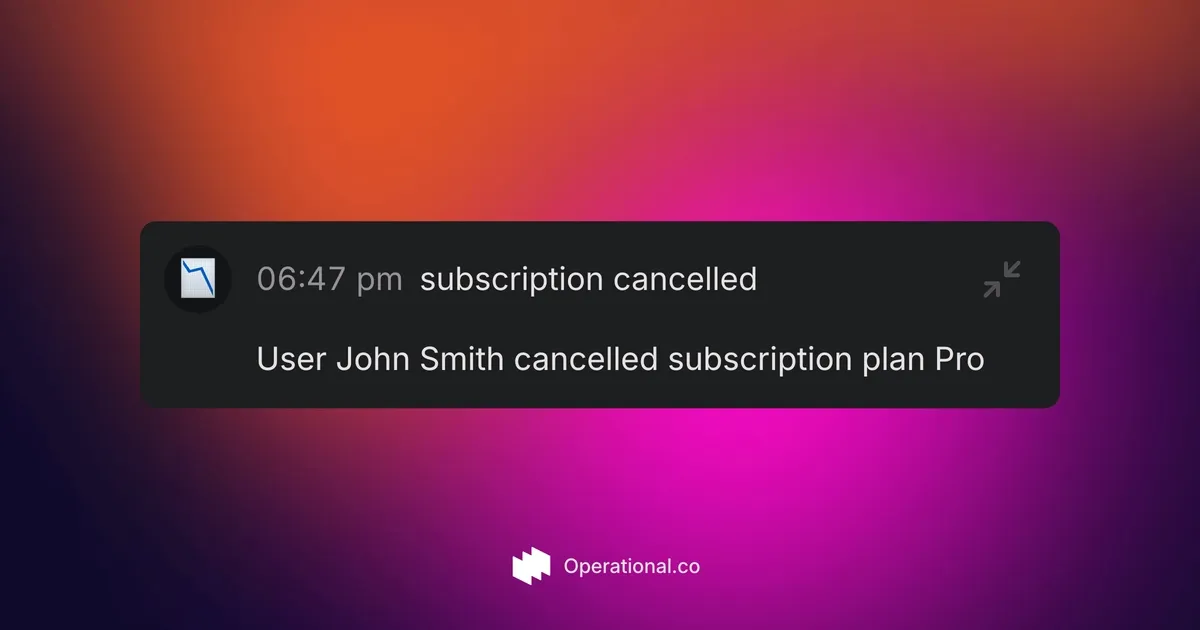 06:47 pm subscription cancelled
User John Smith cancelled subscription plan Pro
Operational.co